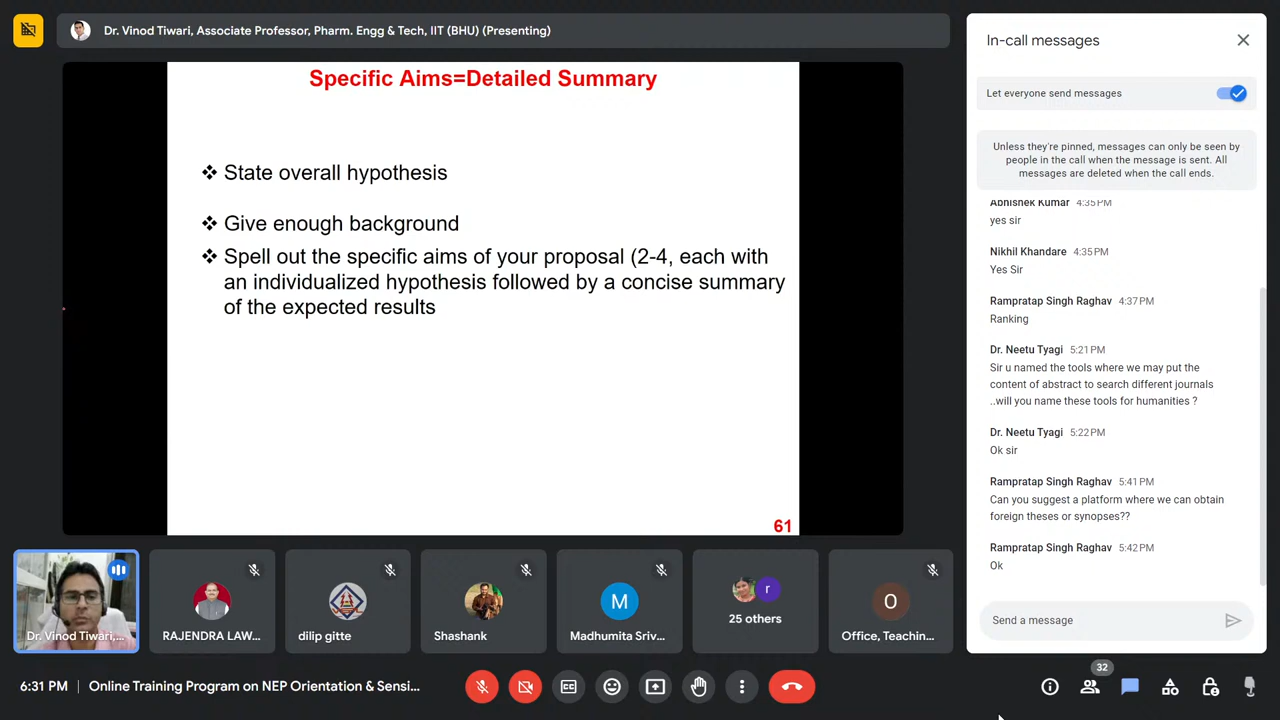 Dr. Vinod Tiwari, Associate Professor, Pharm. Engg & Tech, IIT (BHU) (Presenting)
Specific Aims=Detailed Summary
❖ State overall hypothesis
❖ Give enough background
❖ Spell out the specific aims of your proposal (2-4, each with
an individualized hypothesis followed by a concise summary
of the expected results
61
Dr. Vinod Tiwari,...
RAJENDRA LAW...
dilip gitte
Shashank
M
Madhumita Sriv...
r
25 others
O
Office, Teachin...
6:31 PM | Online Training Program on NEP Orientation & Sensi...
32
In-call messages
Let everyone send messages
Unless they're pinned, messages can only be seen by
people in the call when the message is sent. All
messages are deleted when the call ends.
Abhishek Kumar 4:35 PM
yes sir
Nikhil Khandare 4:35 PM
Yes Sir
Rampratap Singh Raghav 4:37 PM
Ranking
Dr. Neetu Tyagi 5:21 PM
Sir u named the tools where we may put the
content of abstract to search different journals
..will you name these tools for humanities ?
Dr. Neetu Tyagi 5:22 PM
Ok sir
Rampratap Singh Raghav 5:41 PM
Can you suggest a platform where we can obtain
foreign theses or synopses??
Rampratap Singh Raghav 5:42 PM
Ok
Send a message